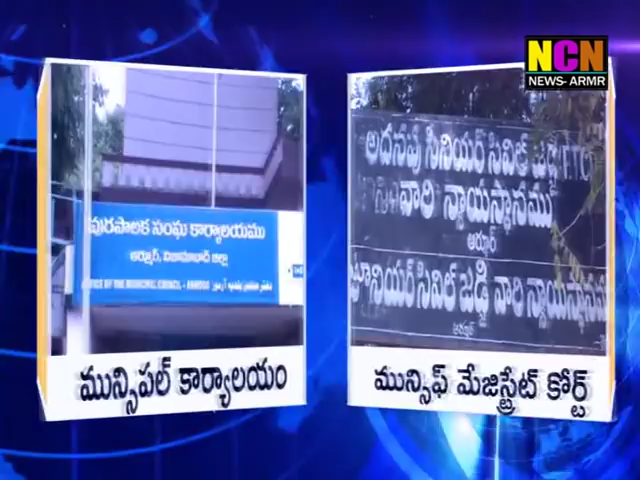 NCN
NEWS-ARMR
పురపాలక సంఘ కార్యాలయము
ఆర్మూర్, నిజామాబాద్ జిల్లా
OFFICE OF THE MUNICIPAL COUNCIL - ARMOOR
మున్సిపల్ కార్యాలయం
అదనపు సీనియర్ సివిల్ జడ్జి
వారి న్యాయస్థానము
ఆర్మూర్
జూనియర్ సివిల్ జడ్జి వారి న్యాయస్థానము
ఆర్మూర్
మున్సిఫ్ మేజిస్ట్రేట్ కోర్ట్